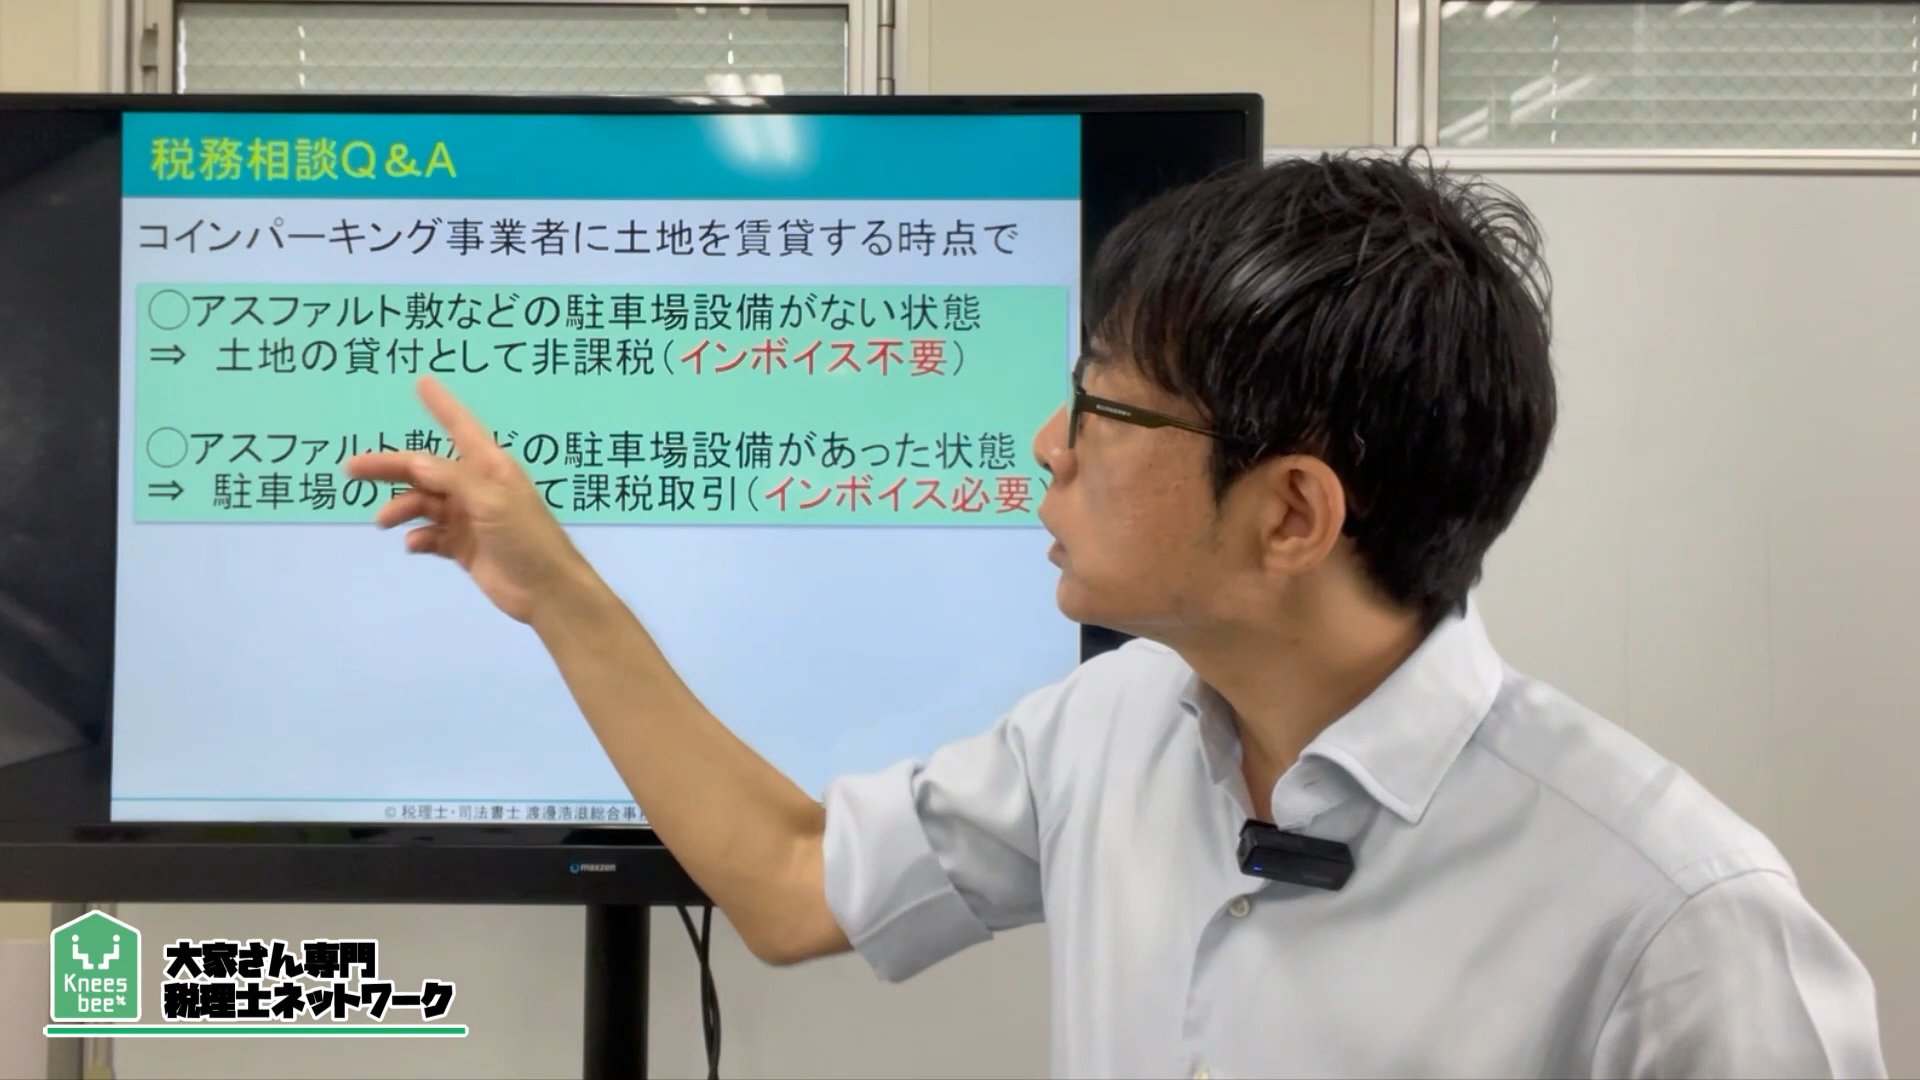 税務相談Q&A
コインパーキング事業者に土地を賃貸する時点で
○アスファルト敷などの駐車場設備がない状態
⇒ 土地の貸付として非課税(インボイス不要)
○アスファルト敷などの駐車場設備があった状態
⇒ 駐車場の て課税取引(インボイス必要)
© 税理士・司法書士 渡邊浩滋総合事
maxzen
Knees
bee
大家さん専門
税理士ネットワーク